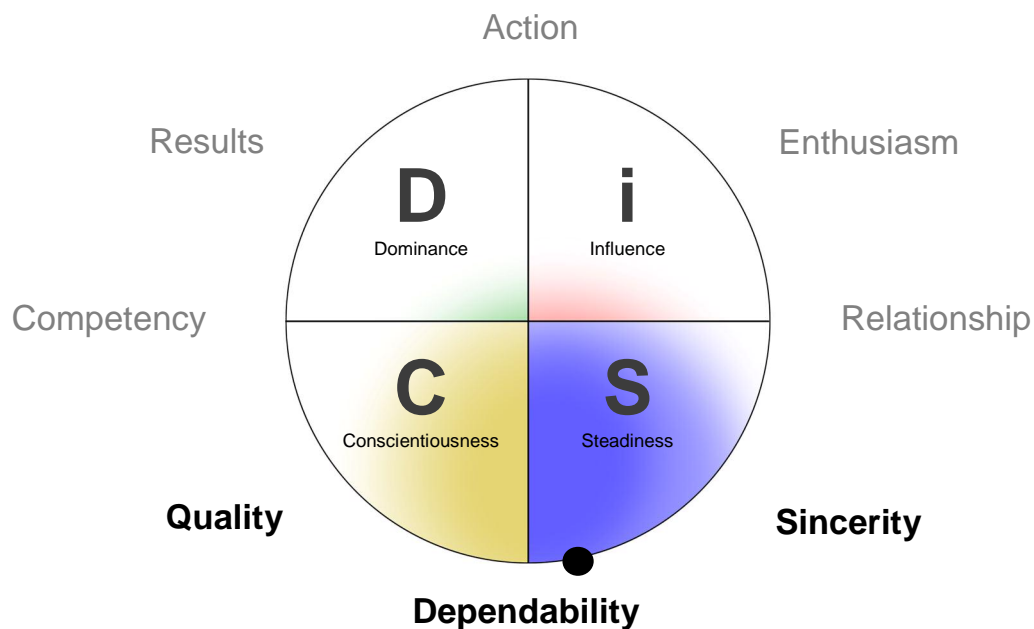 Action
Results
Enthusiasm
D
Dominance
i
Influence
Competency
Relationship
C
Conscientiousness
S
Steadiness
Quality
Sincerity
Dependability